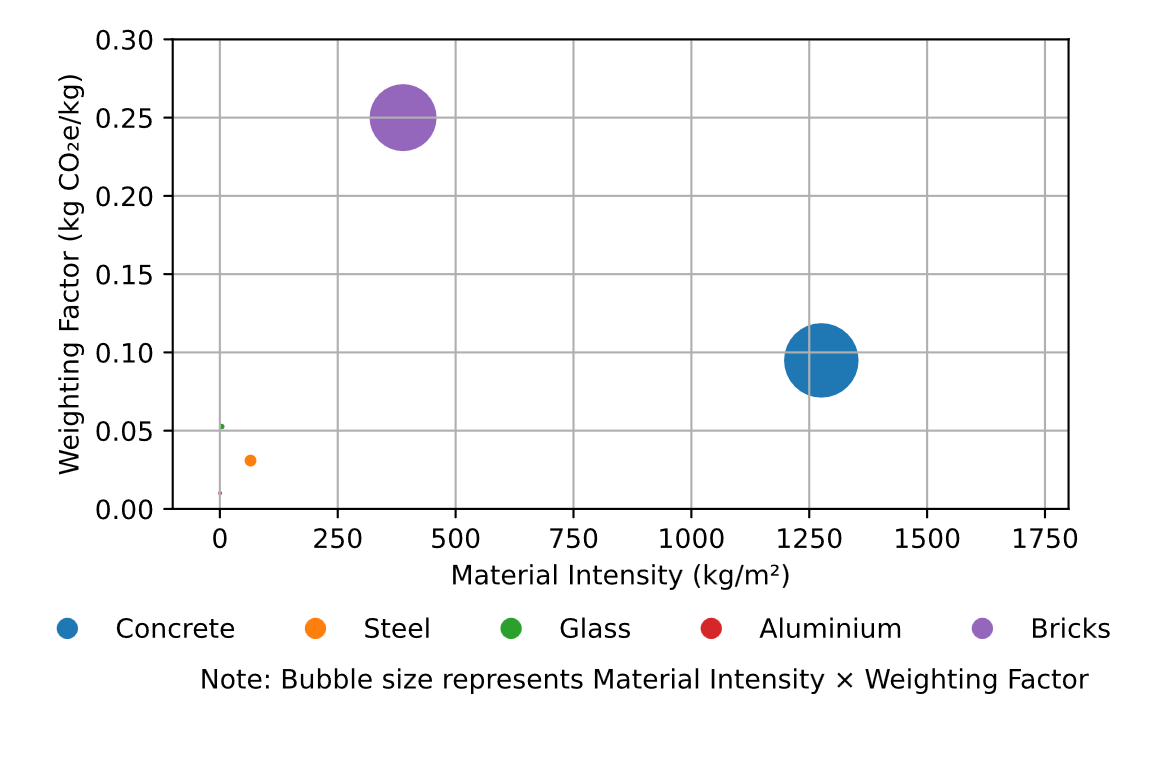 0.30
0.25
0.20
0.15
0.10
0.05
0.00
Weighting Factor (kg CO₂e/kg)
0 250 500 750 1000 1250 1500 1750
Material Intensity (kg/m²)
Concrete Steel Glass Aluminium Bricks
Note: Bubble size represents Material Intensity × Weighting Factor